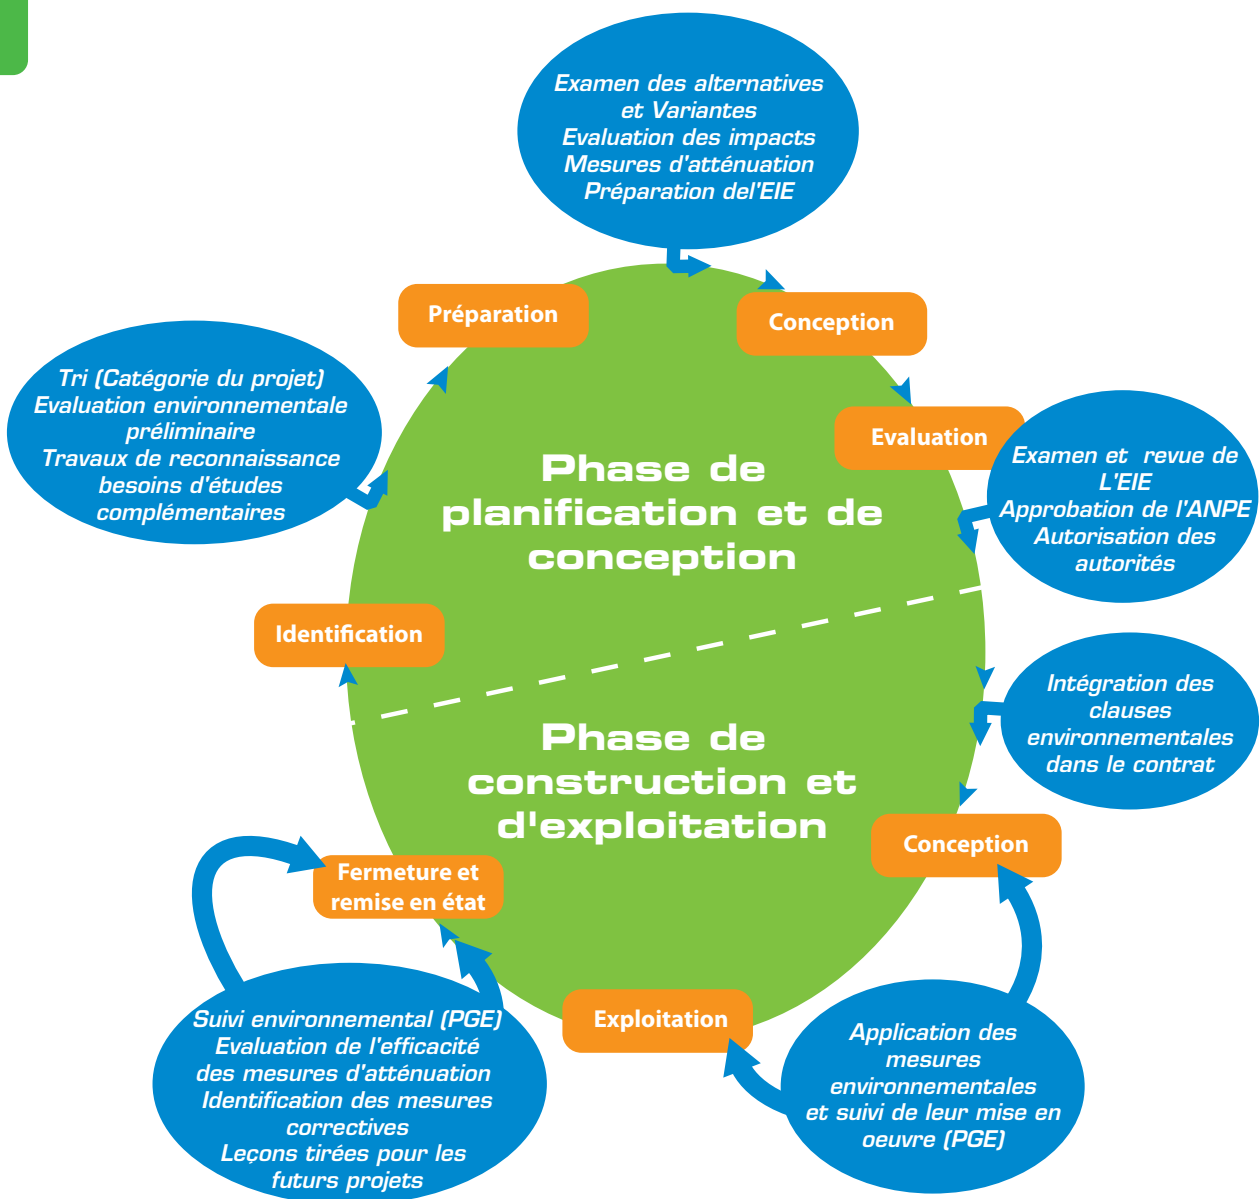 Examen des alternatives
et Variantes
Evaluation des impacts
Mesures d'atténuation
Préparation del'EIE
Préparation
Conception
Tri (Catégorie du projet)
Evaluation environnementale
préliminaire
Travaux de reconnaissance
besoins d'études
complémentaires
Evaluation
Examen et revue de
L'EIE
Approbation de l'ANPE
Autorisation des
autorités
Phase de
planification et de
conception
Identification
Intégration des
clauses
environnementales
dans le contrat
Phase de
construction et
d'exploitation
Conception
Fermeture et
remise en état
Exploitation
Suivi environnemental (PGE)
Evaluation de l'efficacité
des mesures d'atténuation
Identification des mesures
correctives
Leçons tirées pour les
futurs projets
Application des
mesures
environnementales
et suivi de leur mise en
oeuvre (PGE)